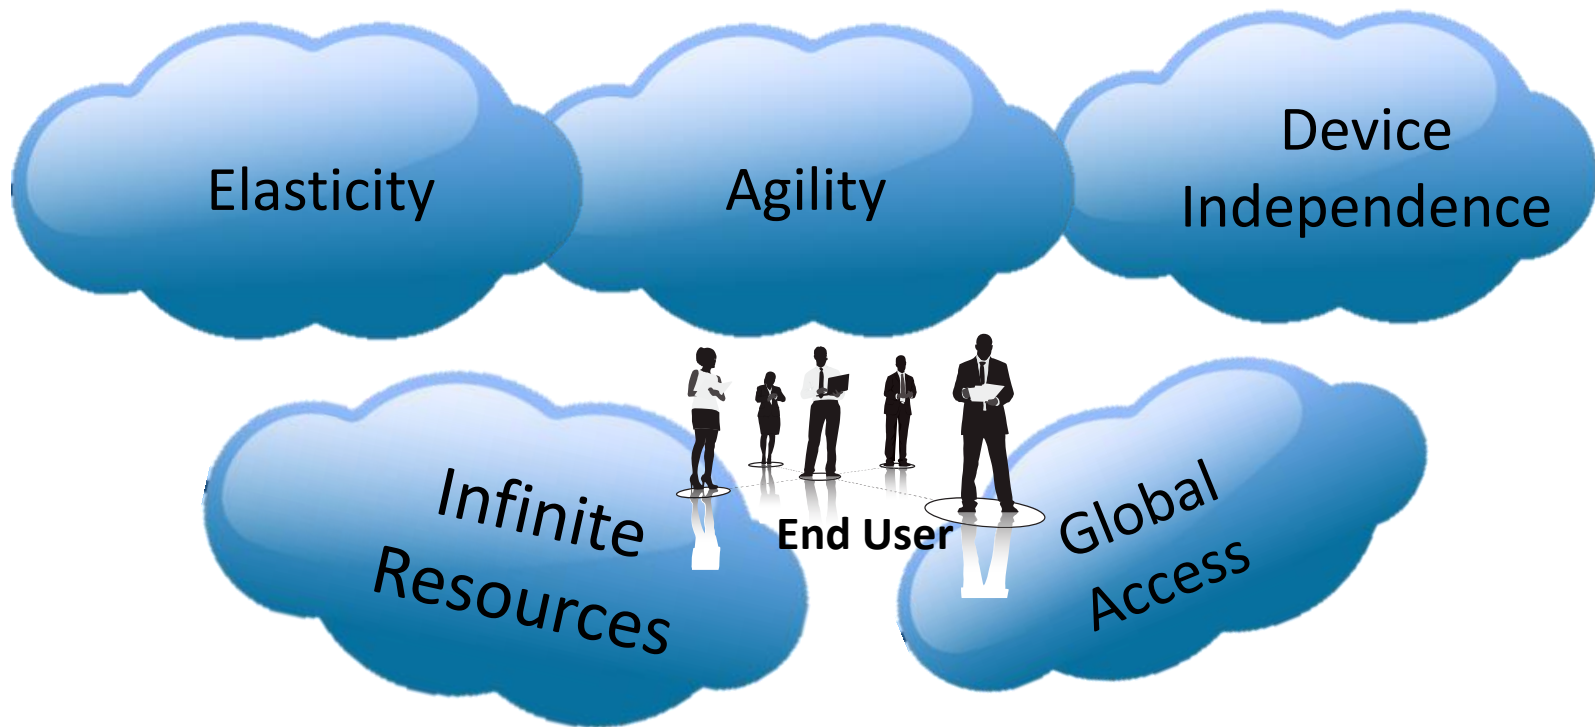 Elasticity
Agility
Device
Independence
Infinite
Resources
End User
Global
Access